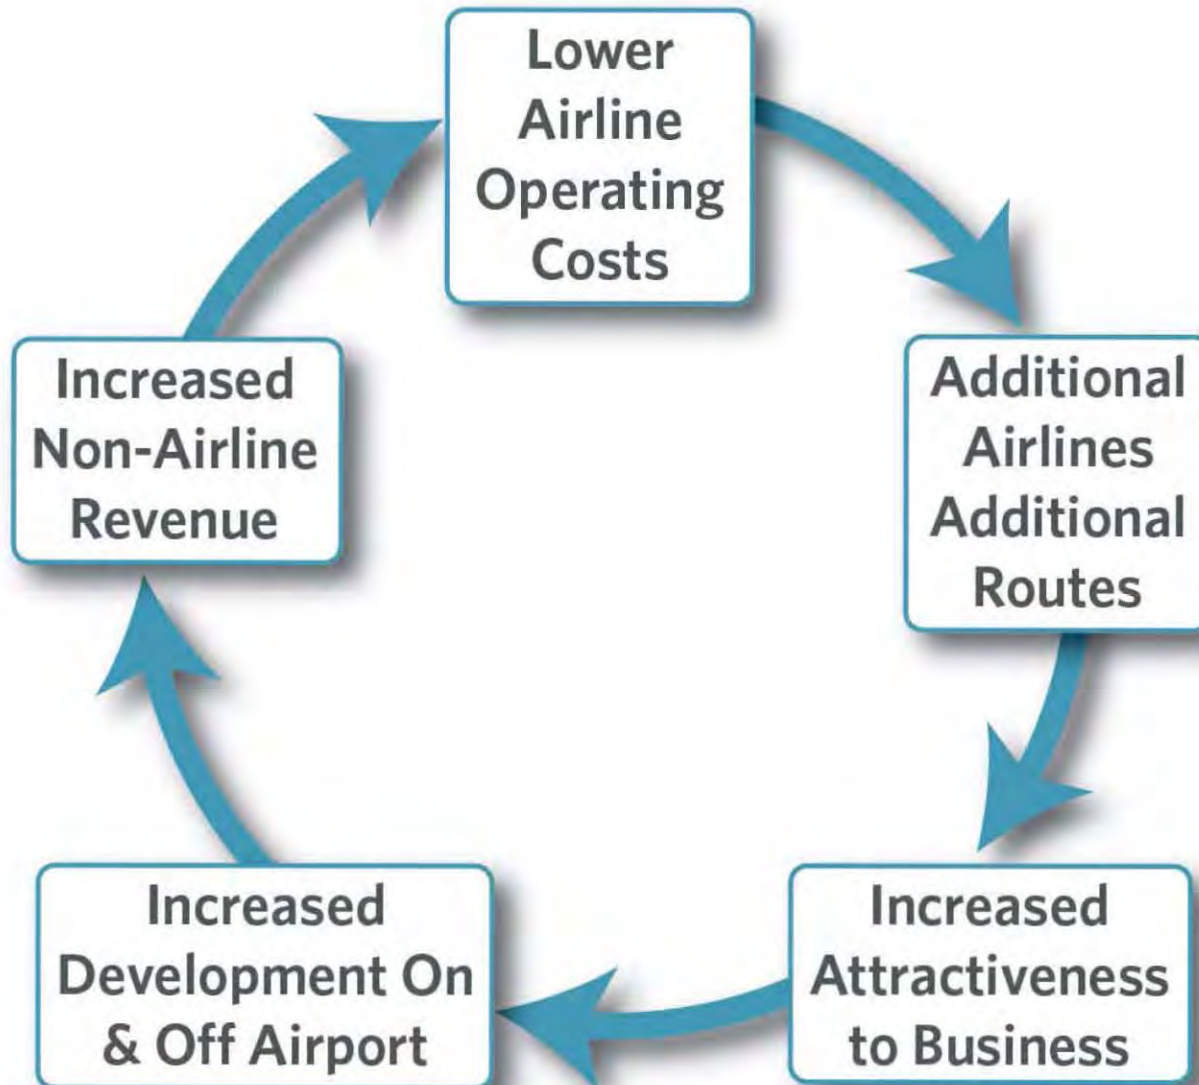 Lower
Airline
Operating
Costs
Additional
Airlines
Additional
Routes
Increased
Attractiveness
to Business
Increased
Development On
& Off Airport
Increased
Non-Airline
Revenue